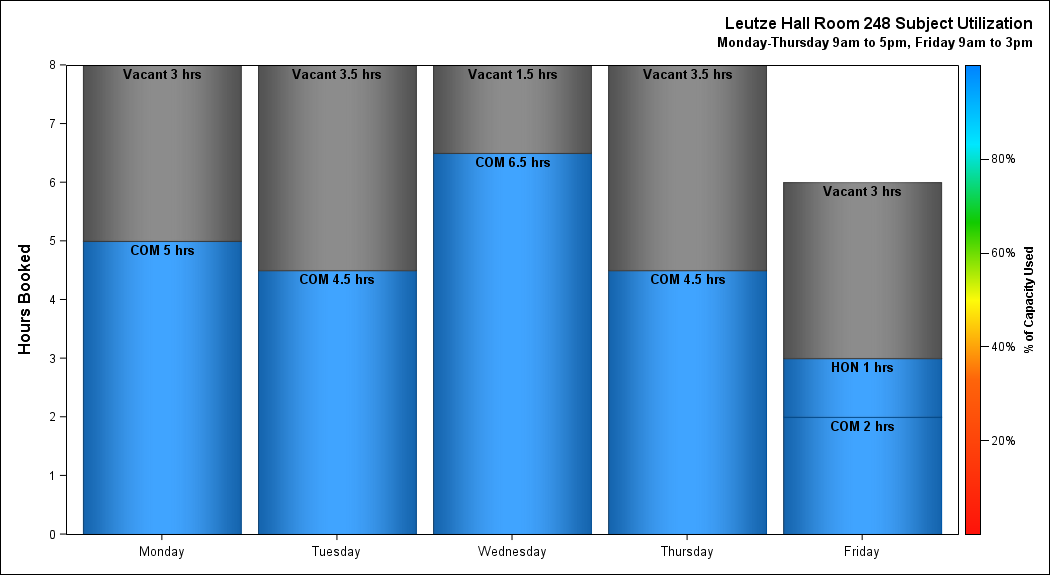 Leutze Hall Room 248 Subject Utilization
Monday-Thursday 9am to 5pm, Friday 9am to 3pm
Hours Booked
8
7
6
5
4
3
2
1
0
Vacant 3 hrs
COM 5 hrs
Vacant 3.5 hrs
COM 4.5 hrs
Vacant 1.5 hrs
COM 6.5 hrs
Vacant 3.5 hrs
COM 4.5 hrs
Vacant 3 hrs
HON 1 hrs
COM 2 hrs
Monday
Tuesday
Wednesday
Thursday
Friday
80%
60%
40%
20%
% of Capacity Used